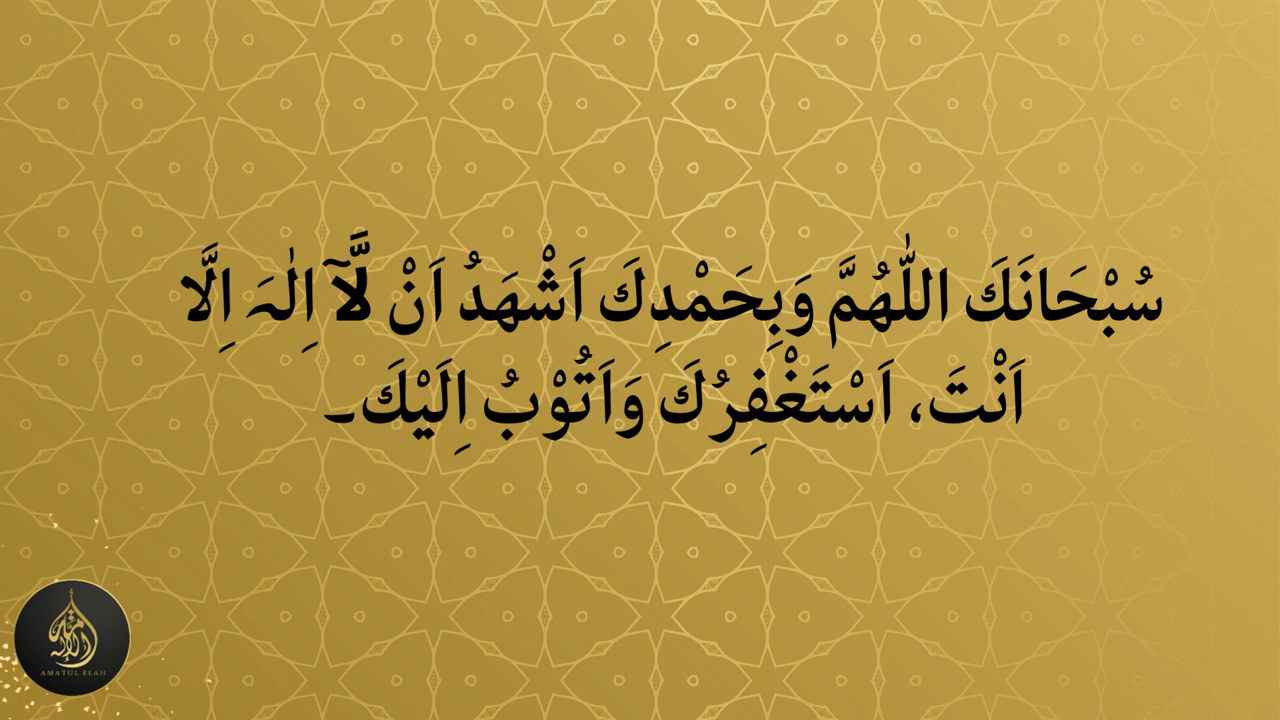 سُبْحَانَكَ اللّٰهُمَّ وَبِحَمْدِكَ اَشْهَدُ اَنْ لَّآ اِلٰہَ اِلَّا
اَنْتَ، اَسْتَغْفِرُكَ وَاَتُوْبُ اِلَيْكَ۔
AMATUL ELAH